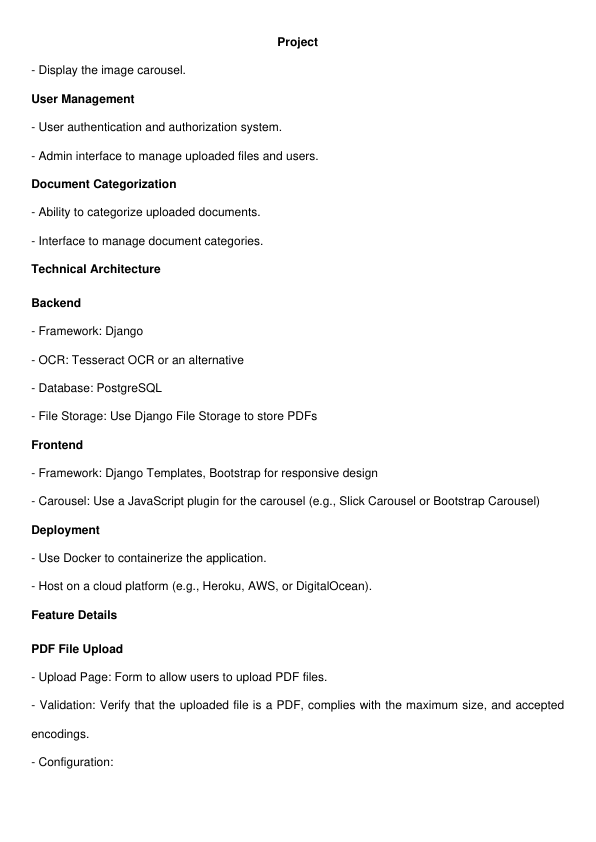 Project
- Display the image carousel.
User Management
- User authentication and authorization system.
- Admin interface to manage uploaded files and users.
Document Categorization
- Ability to categorize uploaded documents.
- Interface to manage document categories.
Technical Architecture
Backend
- Framework: Django
- OCR: Tesseract OCR or an alternative
- Database: PostgreSQL
- File Storage: Use Django File Storage to store PDFs
Frontend
- Framework: Django Templates, Bootstrap for responsive design
- Carousel: Use a JavaScript plugin for the carousel (e.g., Slick Carousel or Bootstrap Carousel)
Deployment
- Use Docker to containerize the application.
- Host on a cloud platform (e.g., Heroku, AWS, or DigitalOcean).
Feature Details
PDF File Upload
- Upload Page: Form to allow users to upload PDF files.
- Validation: Verify that the uploaded file is a PDF, complies with the maximum size, and accepted
encodings.
- Configuration: